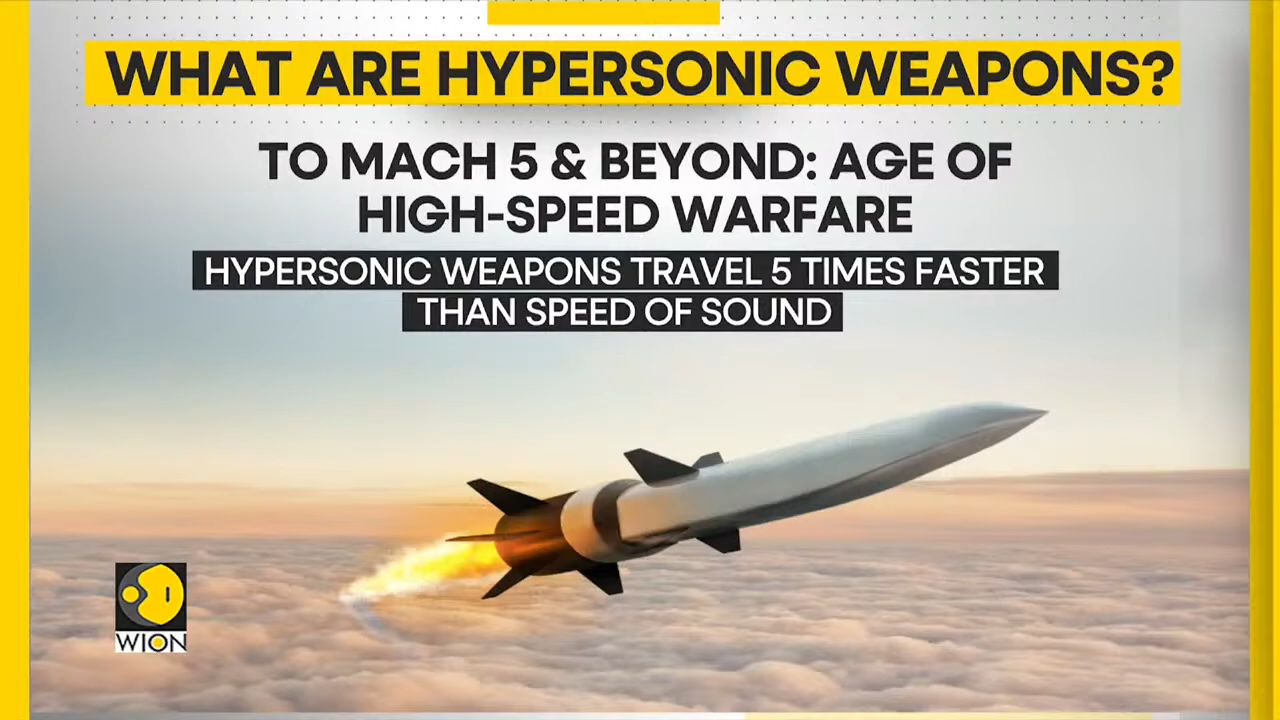 WHAT ARE HYPERSONIC WEAPONS?
TO MACH 5 & BEYOND: AGE OF
HIGH-SPEED WARFARE
HYPERSONIC WEAPONS TRAVEL 5 TIMES FASTER
THAN SPEED OF SOUND
WION